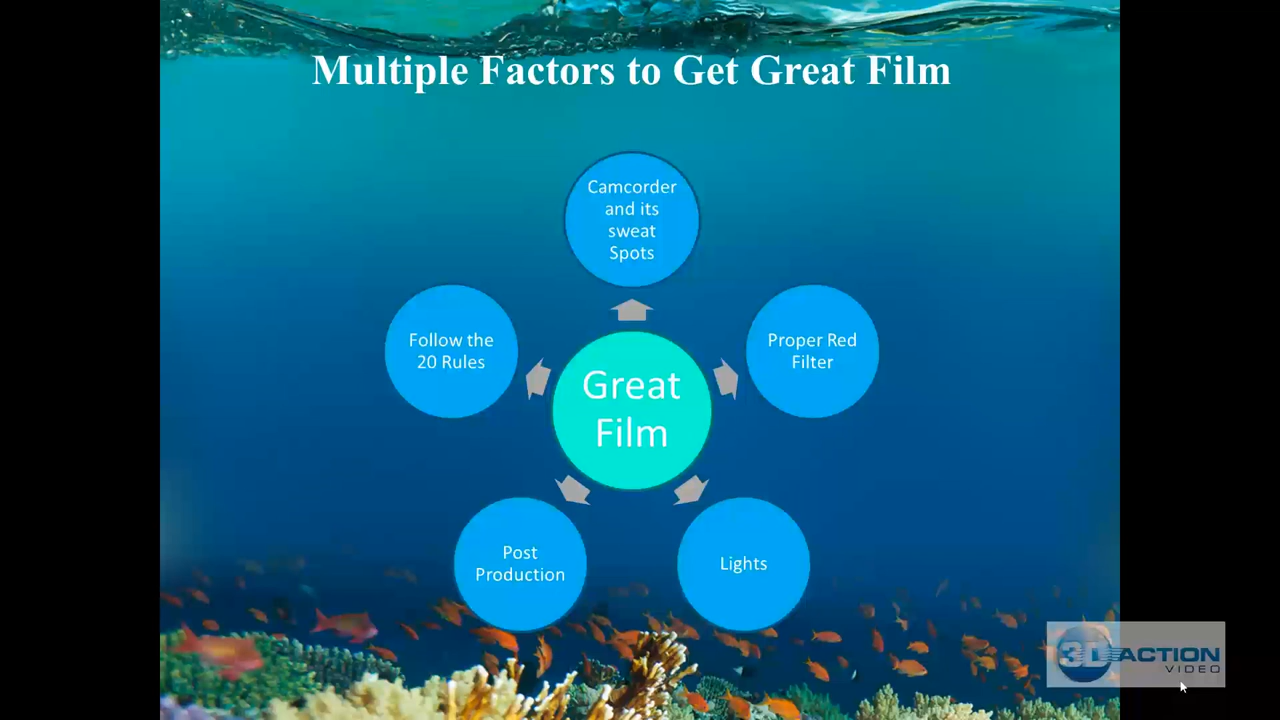 Multiple Factors to Get Great Film
Camcorder
and its
sweat
Spots
Follow the
20 Rules
Proper Red
Filter
Great
Film
Post
Production
Lights
3D ACTION
VIDEO